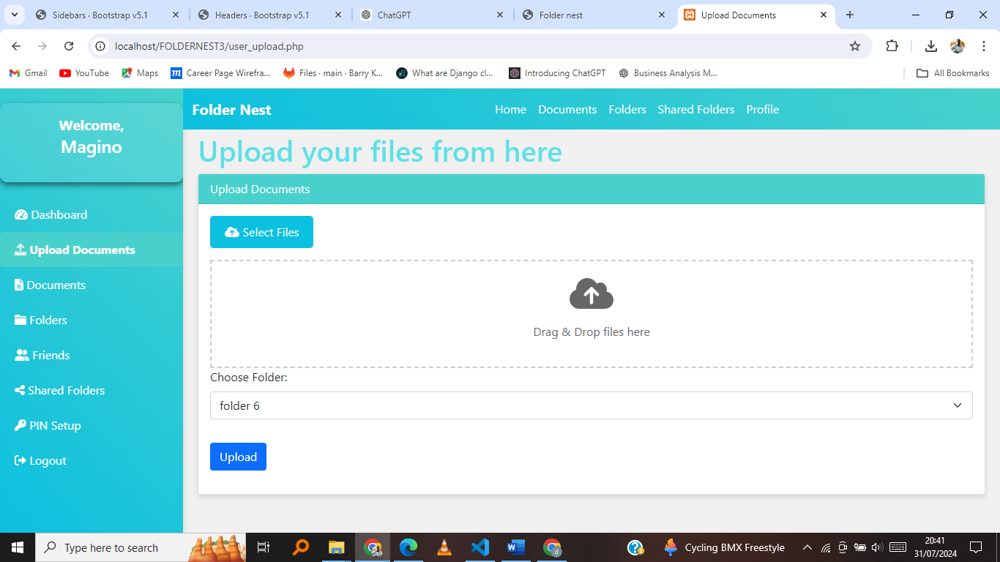 Sidebars · Bootstrap v5.1
Headers · Bootstrap v5.1
ChatGPT
Folder nest
Upload Documents
localhost/FOLDERNEST3/user_upload.php
Gmail
YouTube
Maps
Career Page Wirefra...
Files · main · Barry K...
What are Django cl...
Introducing ChatGPT
Business Analysis M...
All Bookmarks
Welcome,
Magino
Folder Nest
Home
Documents
Folders
Shared Folders
Profile
Dashboard
Upload Documents
Documents
Folders
Friends
Shared Folders
PIN Setup
Logout
Upload your files from here
Upload Documents
Select Files
Drag & Drop files here
Choose Folder:
folder 6
Upload
Type here to search
Cycling BMX Freestyle
20:41
31/07/2024